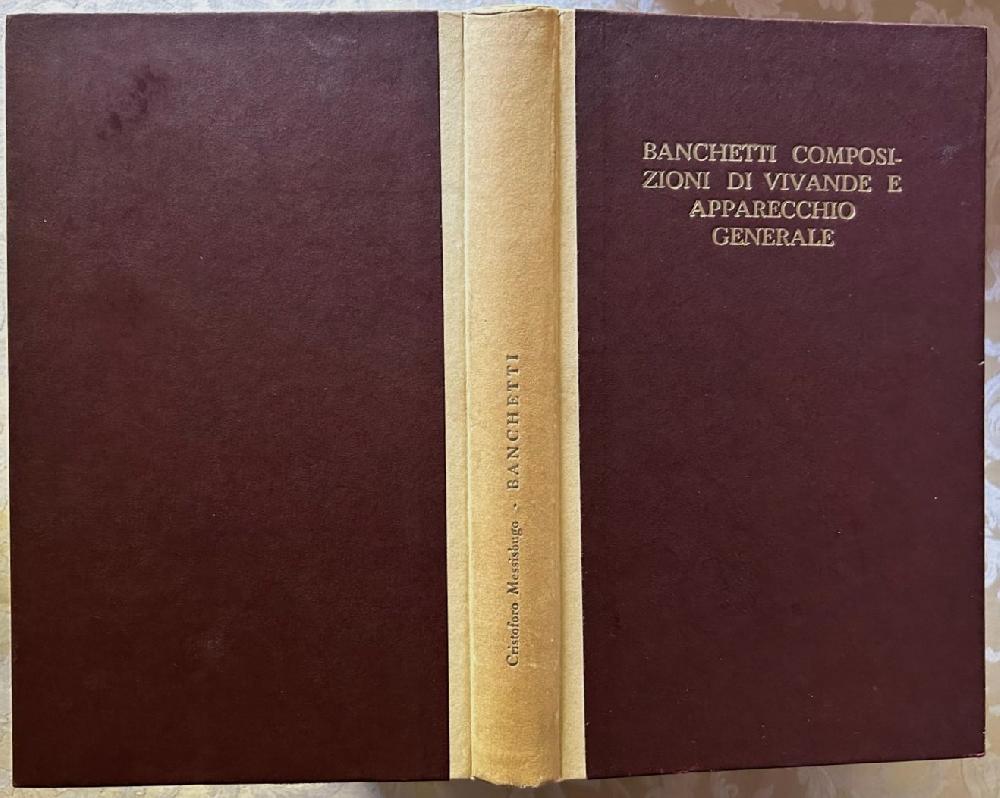 BANCHETTI COMPOSI-
ZIONI DI VIVANDE E
APPARECCHIO
GENERALE
Cristoforo Messisbugo - BANCHETTI